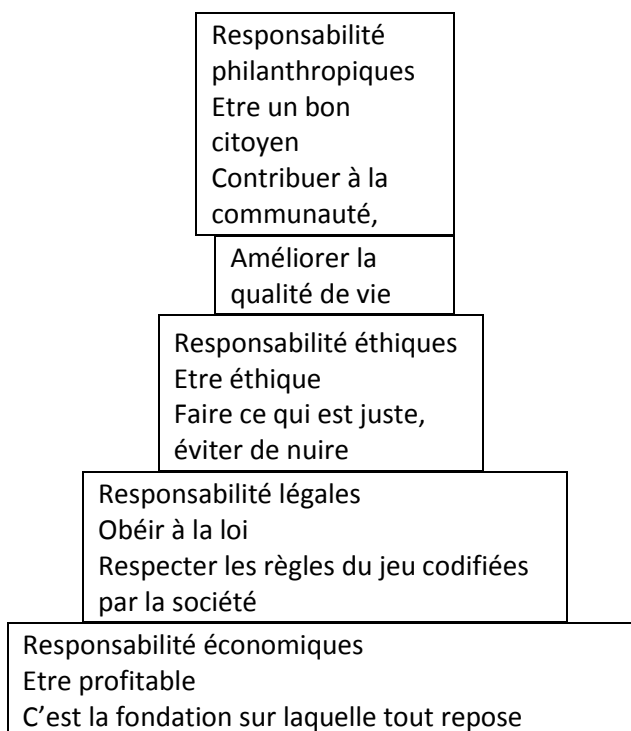 Responsabilité
philanthropiques
Etre un bon
citoyen
Contribuer à la
communauté,
Améliorer la
qualité de vie
Responsabilité éthiques
Etre éthique
Faire ce qui est juste,
éviter de nuire
Responsabilité légales
Obéir à la loi
Respecter les règles du jeu codifiées
par la société
Responsabilité économiques
Etre profitable
C’est la fondation sur laquelle tout repose